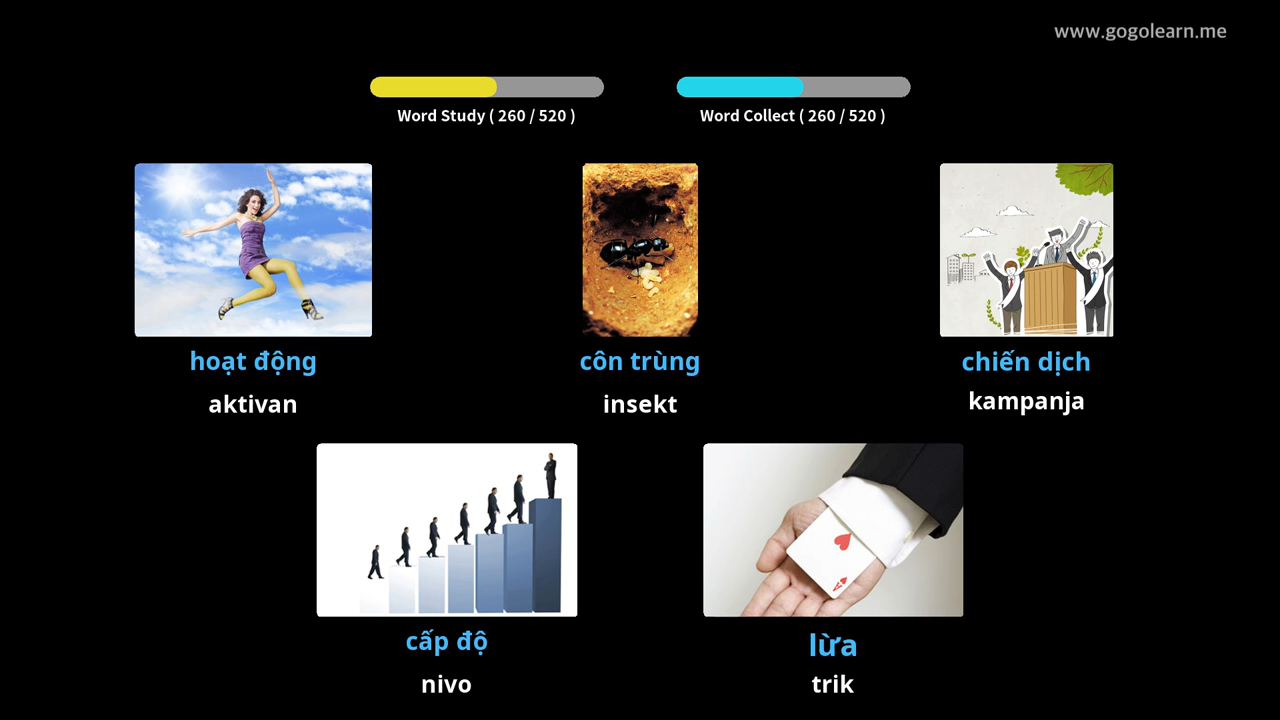 www.gogolearn.me
Word Study ( 260 / 520 )
Word Collect ( 260 / 520 )
hoạt động
aktivan
côn trùng
insekt
chiến dịch
kampanja
cấp độ
nivo
lừa
trik